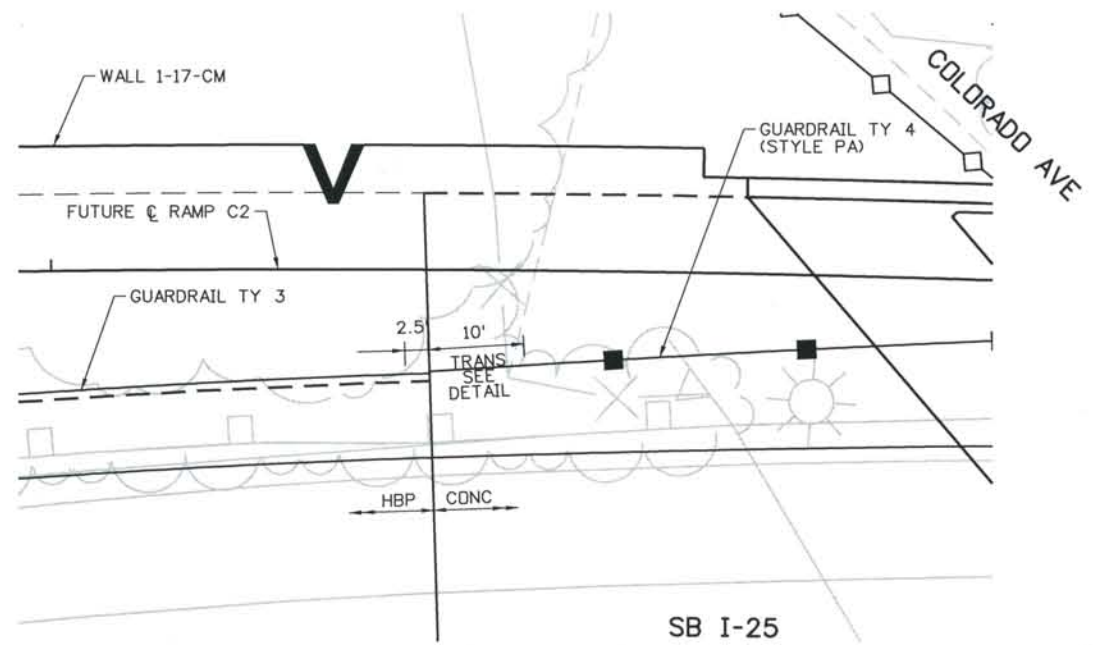 WALL 1-17-CM
GUARDRAIL TY 4
(STYLE PA)
COLORADO AVE
FUTURE ℄ RAMP C2
GUARDRAIL TY 3
2.5'
10'
TRANS
SEE
DETAIL
HBP
CONC
SB I-25